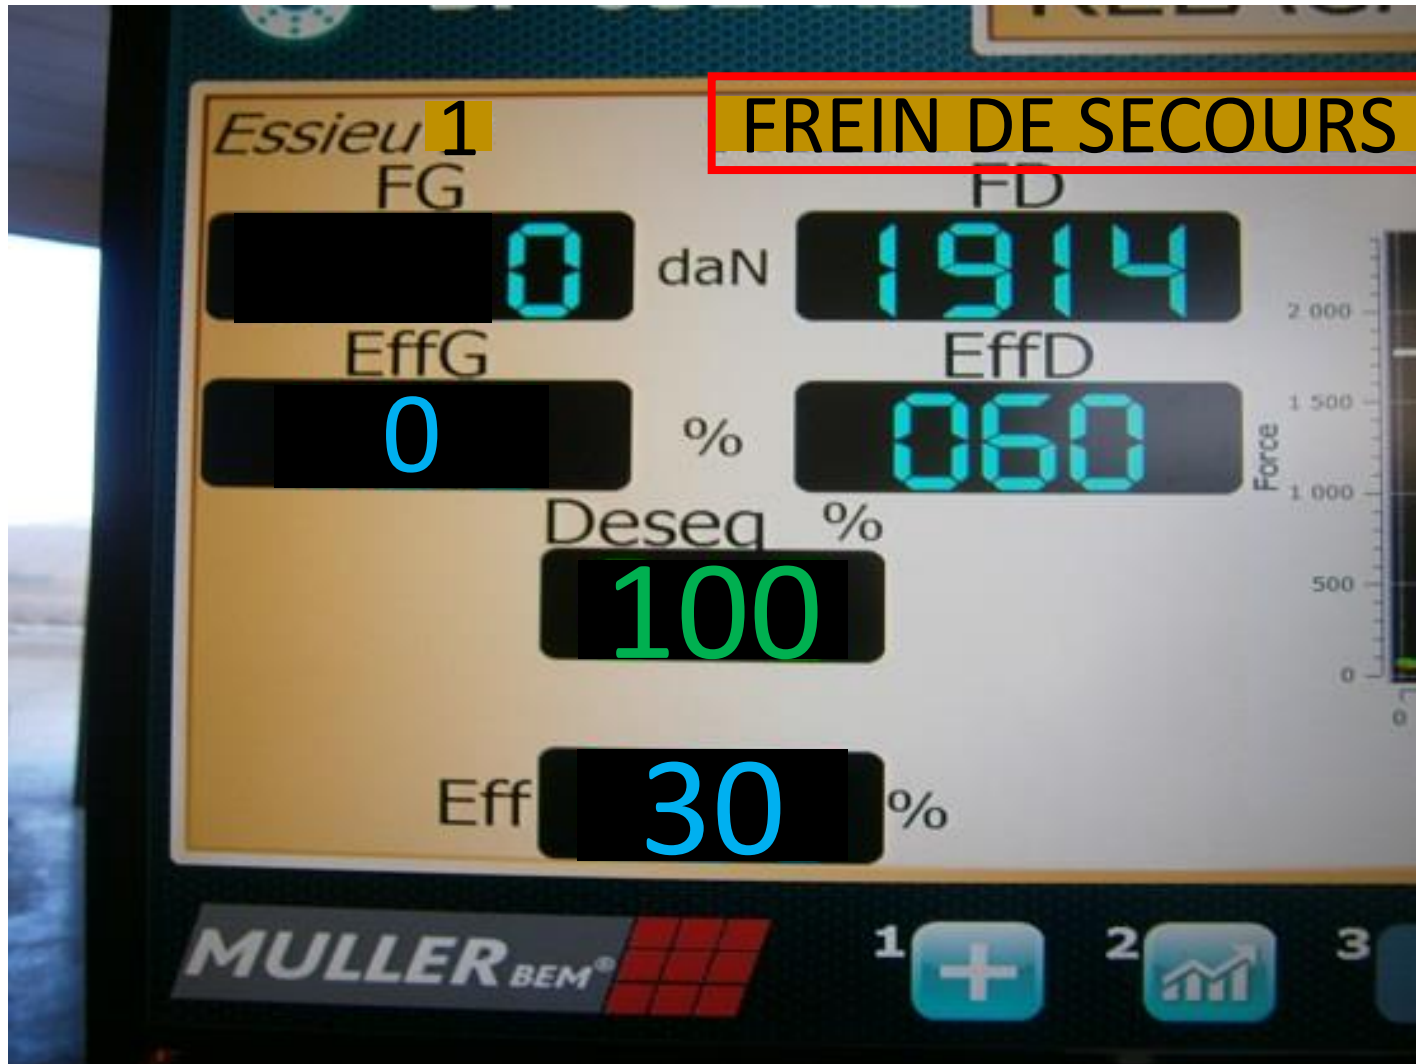 Essieu 1 FREIN DE SECOURS
FG FD
0 daN 1914
EffG EffD
0 % 060
Deseq %
100
Eff 30 %
2 000
1 500
1 000
500
0
Force
0
MULLER BEM®
1 2 3